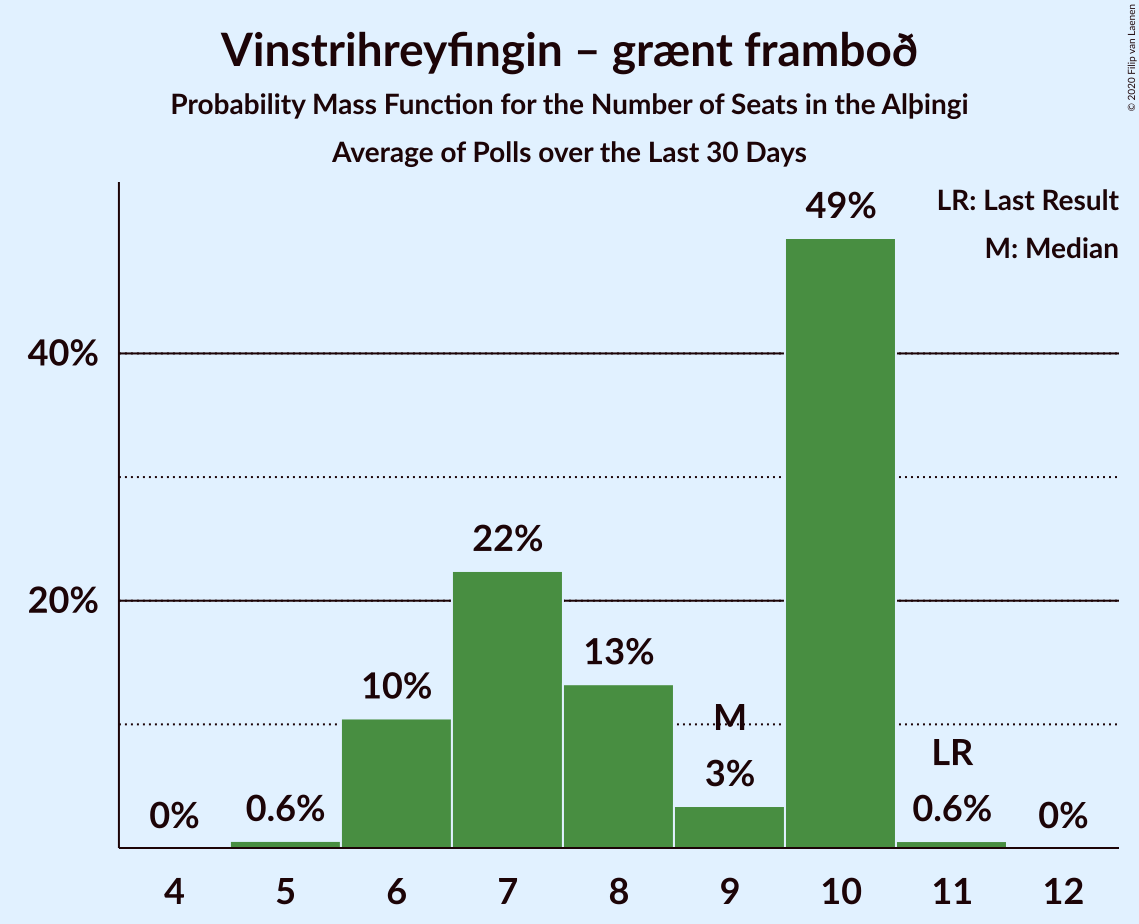 Vinstrihreyfingin – grænt framboð
Probability Mass Function for the Number of Seats in the Alþingi
Average of Polls over the Last 30 Days
© 2020 Filip van Laenen
LR: Last Result
M: Median
49%
40%
22%
20%
13%
10%
M
LR
3%
0%
0.6%
0.6%
0%
4 5 6 7 8 9 10 11 12